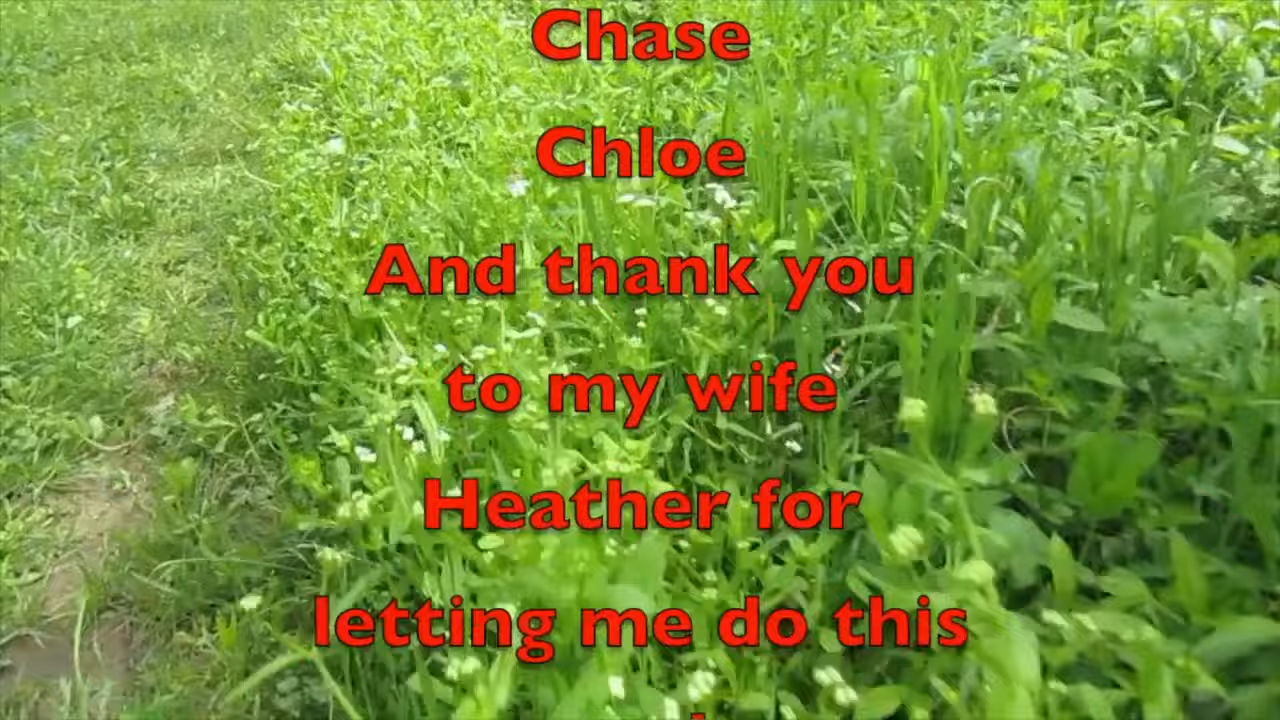 Chase
Chloe
And thank you
to my wife
Heather for
letting me do this